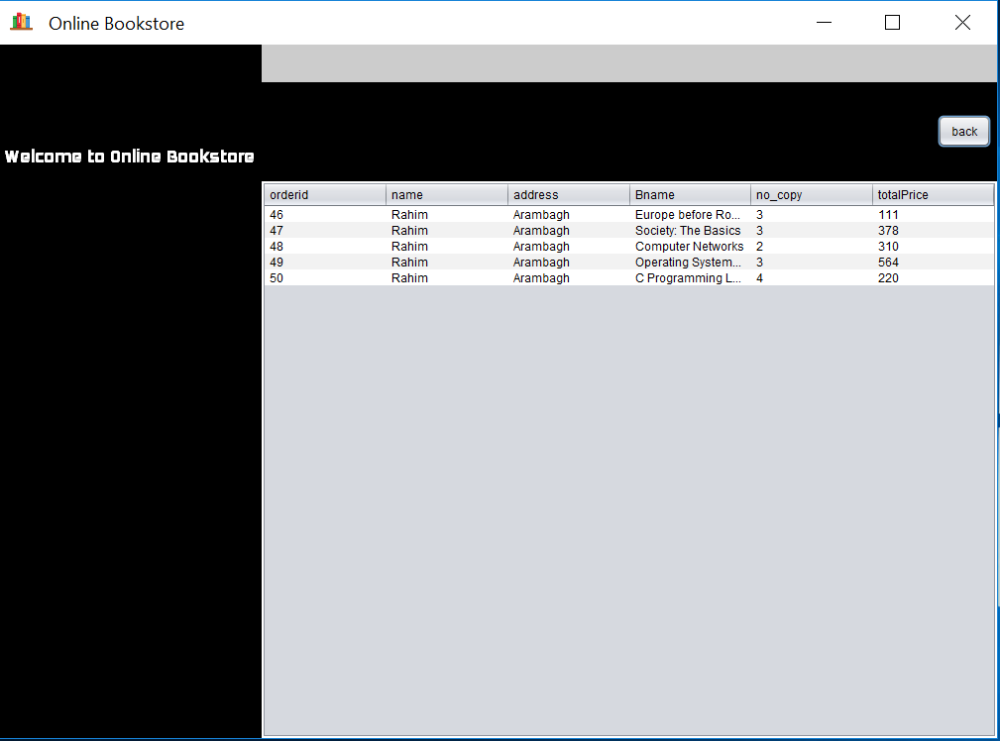 Online Bookstore
back
Welcome to Online Bookstore
orderid name address Bname no_copy totalPrice
46 Rahim Arambagh Europe before Ro... 3 111
47 Rahim Arambagh Society: The Basics 3 378
48 Rahim Arambagh Computer Networks 2 310
49 Rahim Arambagh Operating System... 3 564
50 Rahim Arambagh C Programming L... 4 220